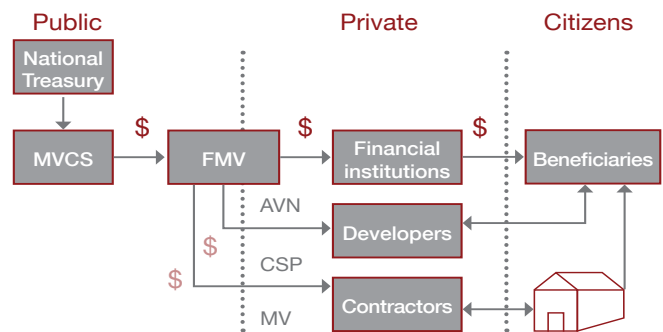 Public
Private
Citizens
National
Treasury
$
$
$
MVCS
FMV
Financial
institutions
Beneficiaries
AVN
Developers
$
CSP
$
Contractors
MV